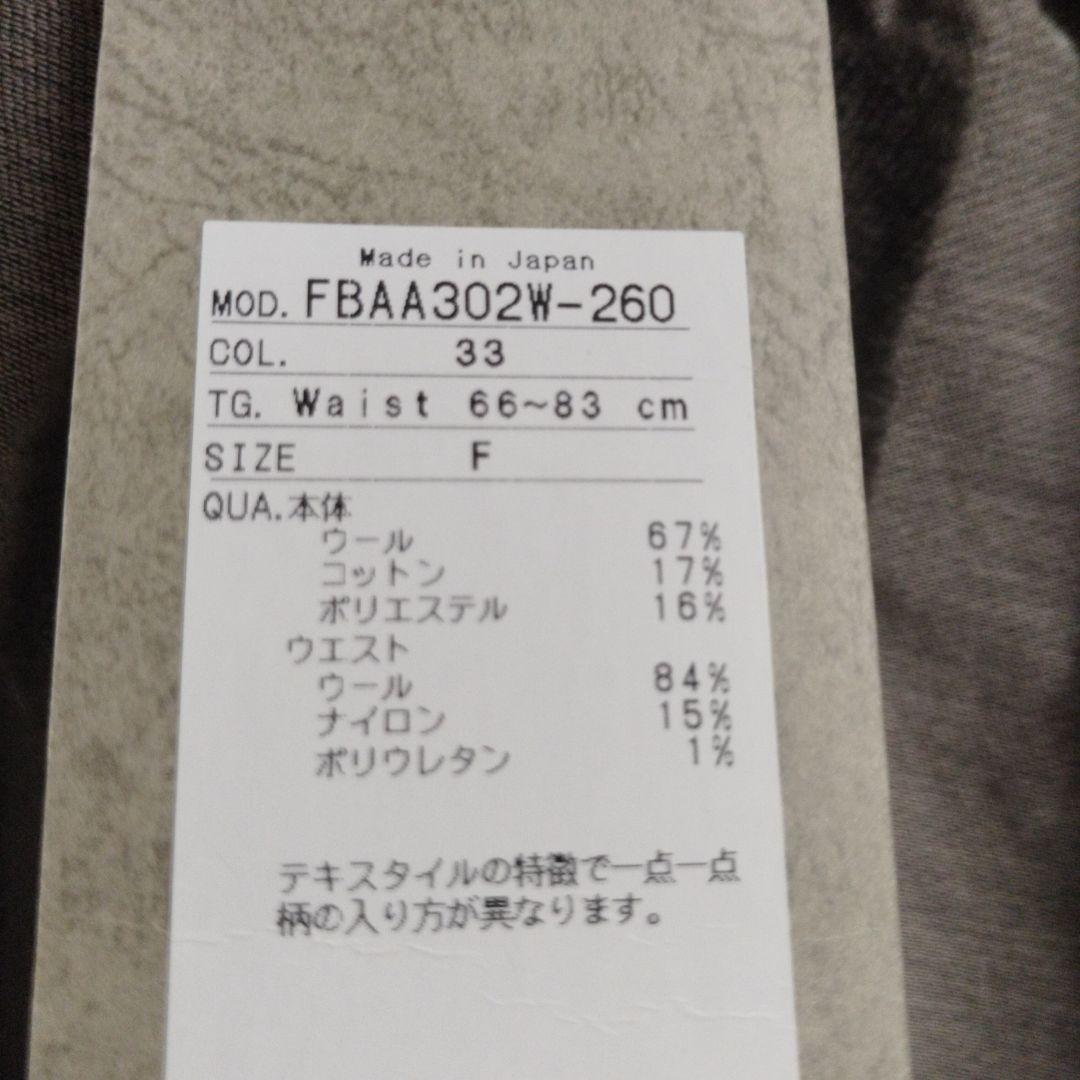 Made in Japan
MOD. FBAA302W-260
COL. 33
TG. Waist 66~83 cm
SIZE F
QUA.本体
ウール 67%
コットン 17%
ポリエステル 16%
ウエスト
ウール 84%
ナイロン 15%
ポリウレタン 1%
テキスタイルの特徴で一点一点
柄の入り方が異なります。